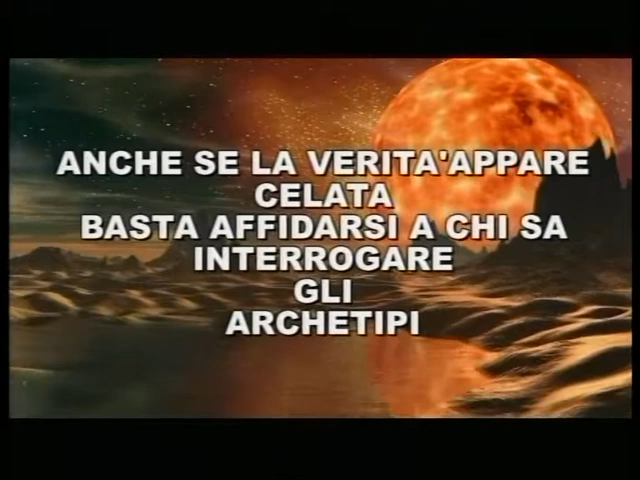 ANCHE SE LA VERITA'APPARE
CELATA
BASTA AFFIDARSI A CHI SA
INTERROGARE
GLI
ARCHETIPI